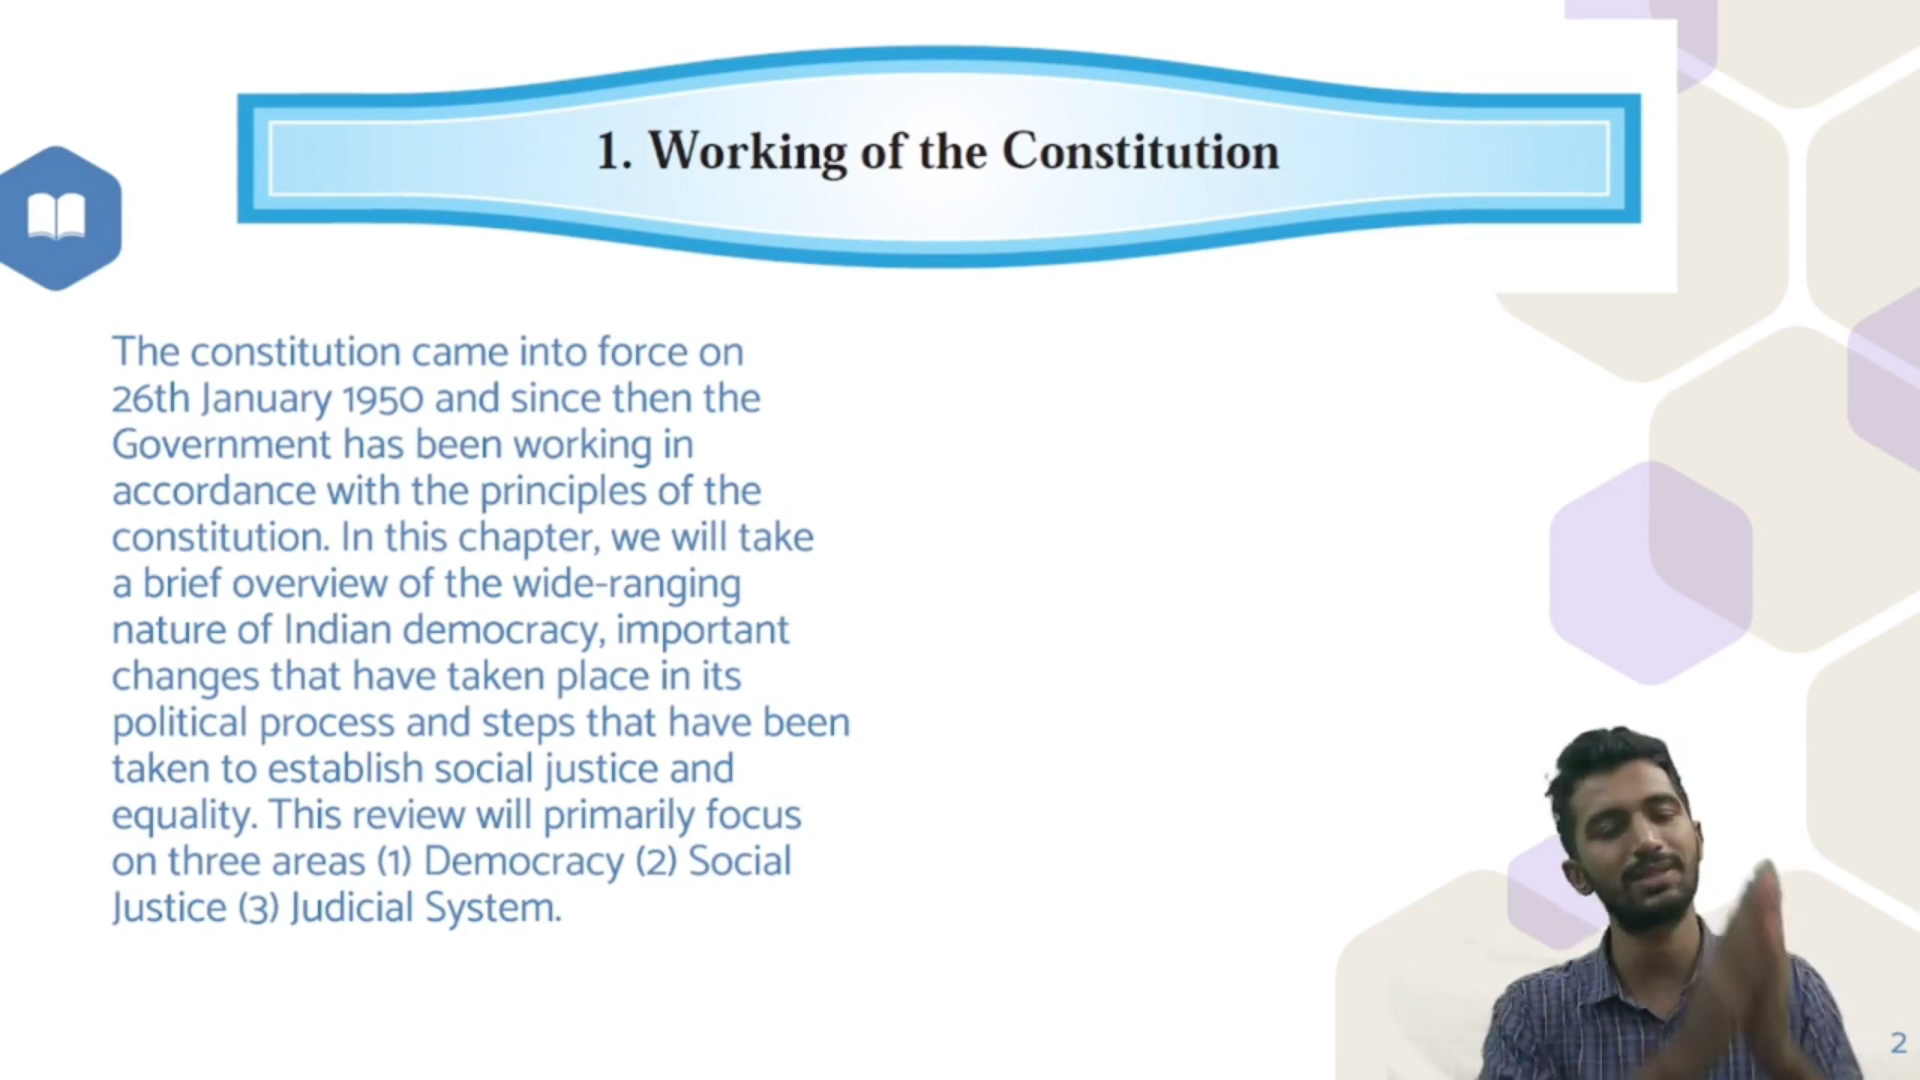 1. Working of the Constitution
The constitution came into force on
26th January 1950 and since then the
Government has been working in
accordance with the principles of the
constitution. In this chapter, we will take
a brief overview of the wide-ranging
nature of Indian democracy, important
changes that have taken place in its
political process and steps that have been
taken to establish social justice and
equality. This review will primarily focus
on three areas (1) Democracy (2) Social
Justice (3) Judicial System.
2